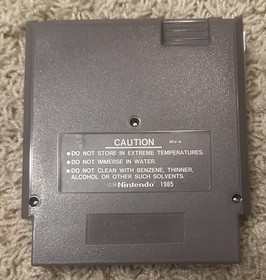 CAUTION REV-A
• DO NOT STORE IN EXTREME TEMPERATURES.
• DO NOT IMMERSE IN WATER.
• DO NOT CLEAN WITH BENZENE, THINNER,
ALCOHOL OR OTHER SUCH SOLVENTS.
Nintendo 1985